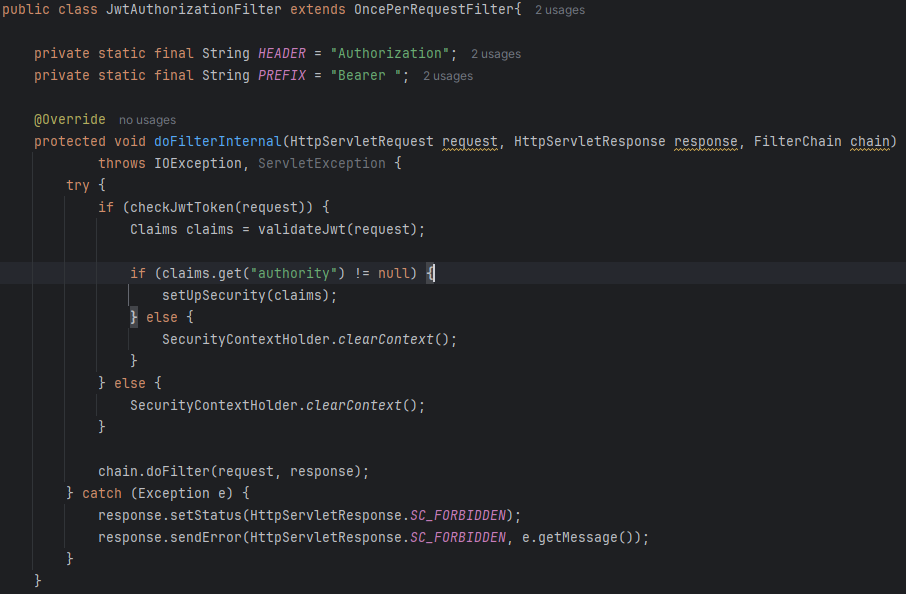 public class JwtAuthorizationFilter extends OncePerRequestFilter{ 2 usages
private static final String HEADER = "Authorization"; 2 usages
private static final String PREFIX = "Bearer "; 2 usages
@Override no usages
protected void doFilterInternal(HttpServletRequest request, HttpServletResponse response, FilterChain chain)
throws IOException, ServletException {
try {
if (checkJwtToken(request)) {
Claims claims = validateJwt(request);
if (claims.get("authority") != null) {
setUpSecurity(claims);
} else {
SecurityContextHolder.clearContext();
}
} else {
SecurityContextHolder.clearContext();
}
chain.doFilter(request, response);
} catch (Exception e) {
response.setStatus(HttpServletResponse.SC_FORBIDDEN);
response.sendError(HttpServletResponse.SC_FORBIDDEN, e.getMessage());
}
}